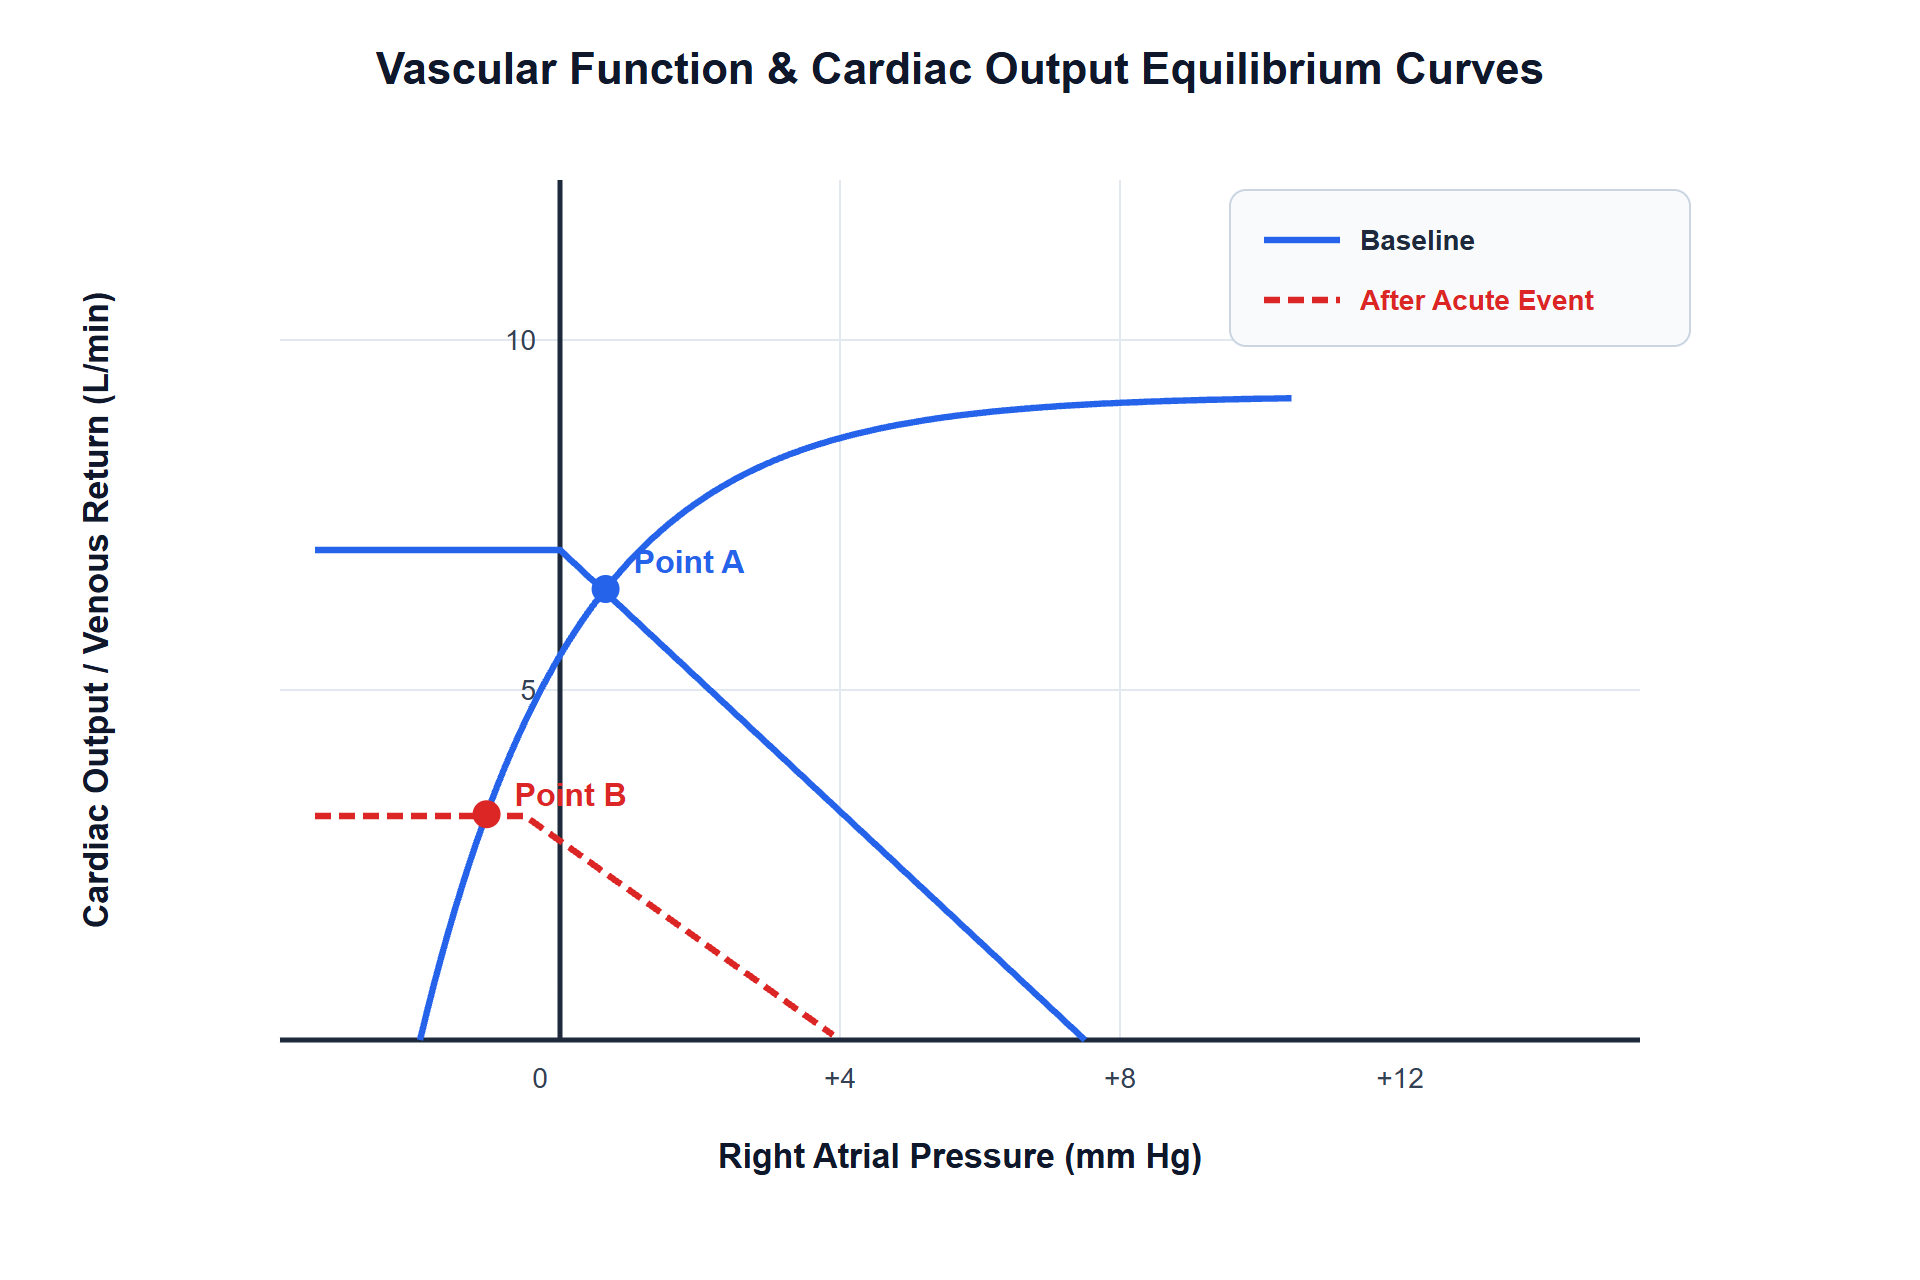 Vascular Function & Cardiac Output Equilibrium Curves
Baseline
After Acute Event
Cardiac Output / Venous Return (L/min)
10
5
Point A
Point B
0
+4
+8
+12
Right Atrial Pressure (mm Hg)